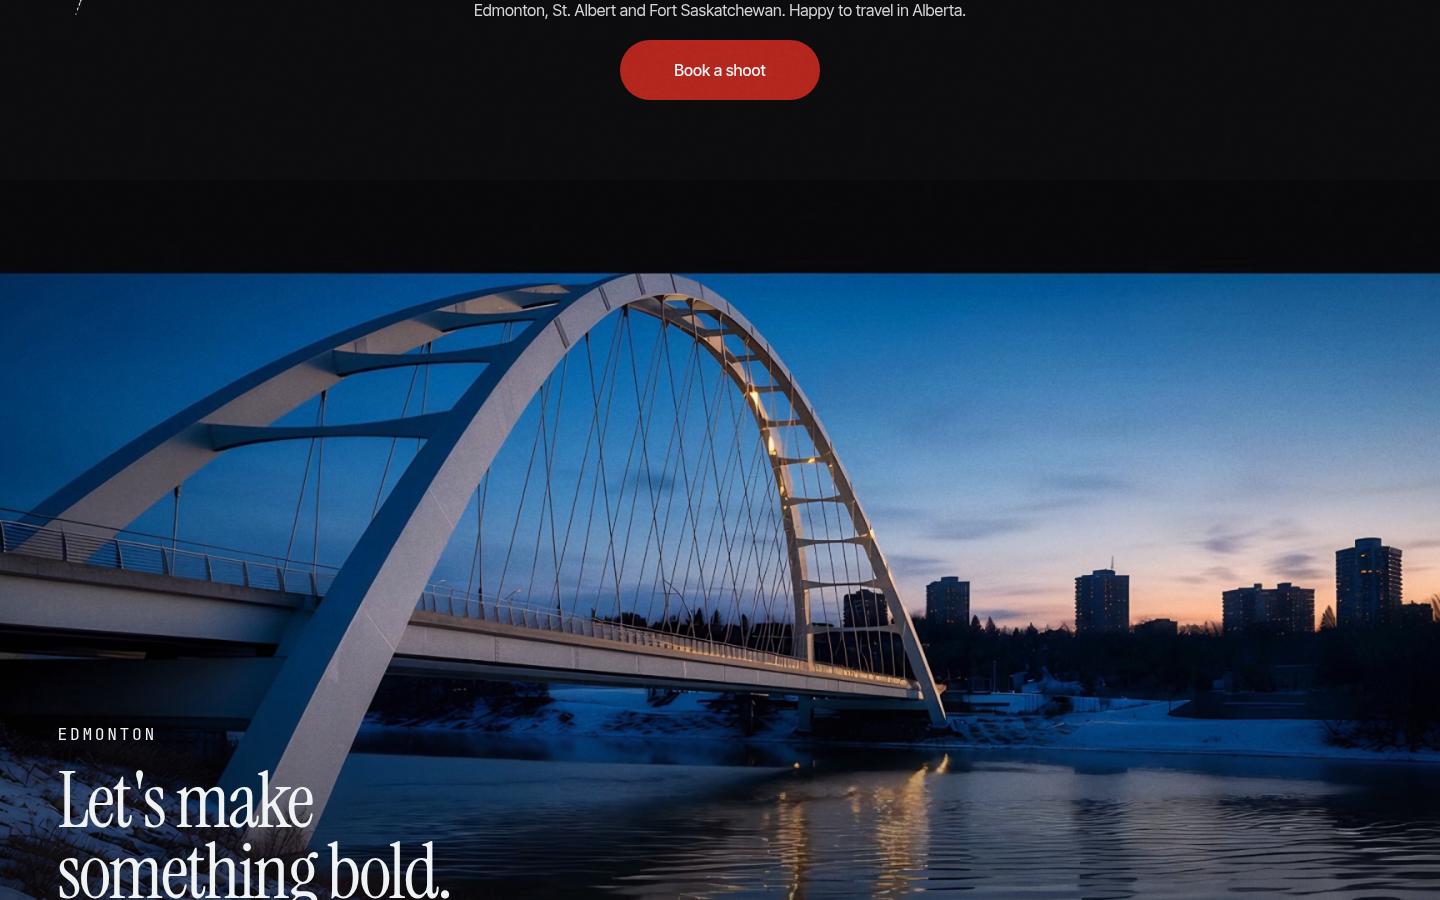 Edmonton, St. Albert and Fort Saskatchewan. Happy to travel in Alberta.
Book a shoot
EDMONTON
Let's make
something bold.